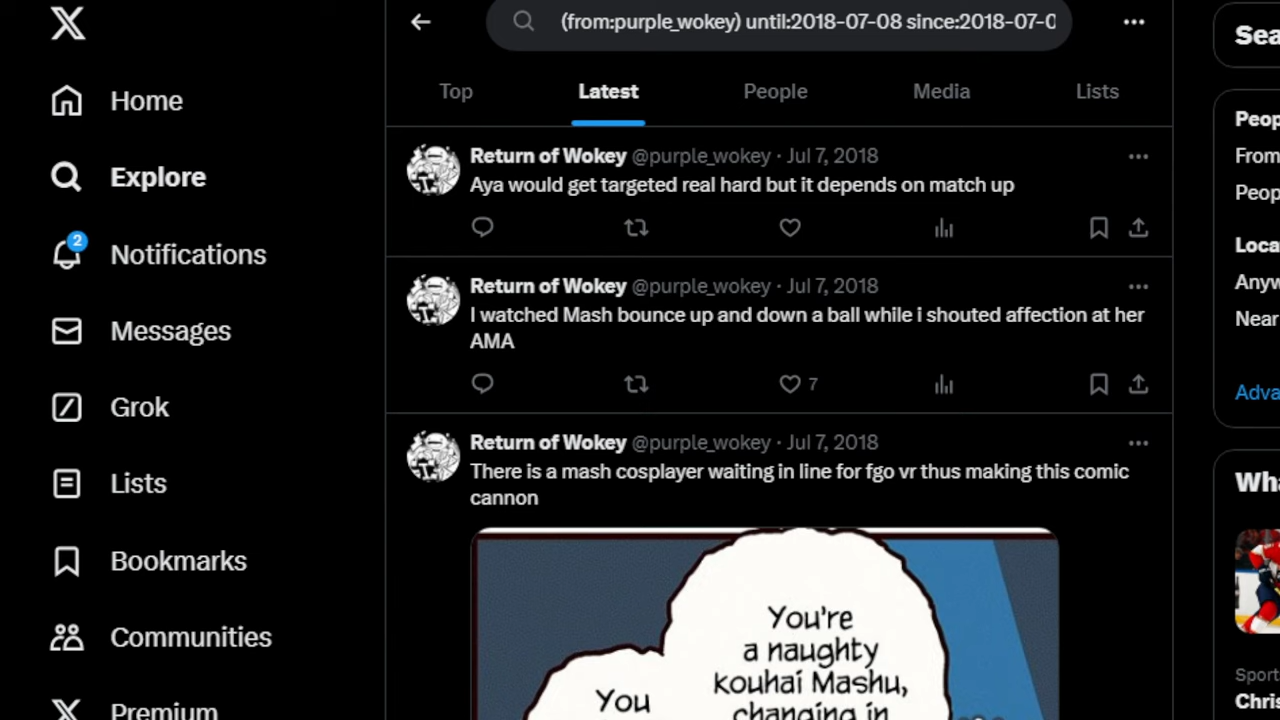 (from:purple_wokey) until:2018-07-08 since:2018-07-0
Home
Explore
2
Notifications
Messages
Grok
Lists
Bookmarks
Communities
Premium
Top
Latest
People
Media
Lists
Return of Wokey @purple_wokey · Jul 7, 2018
Aya would get targeted real hard but it depends on match up
Return of Wokey @purple_wokey · Jul 7, 2018
I watched Mash bounce up and down a ball while i shouted affection at her
AMA
7
Return of Wokey @purple_wokey · Jul 7, 2018
There is a mash cosplayer waiting in line for fgo vr thus making this comic
cannon
You're
a naughty
kouhai Mashu,
changing in
You
Sea
Peop
From
Peop
Loca
Anyw
Near
Adva
Wha
Sport
Chris